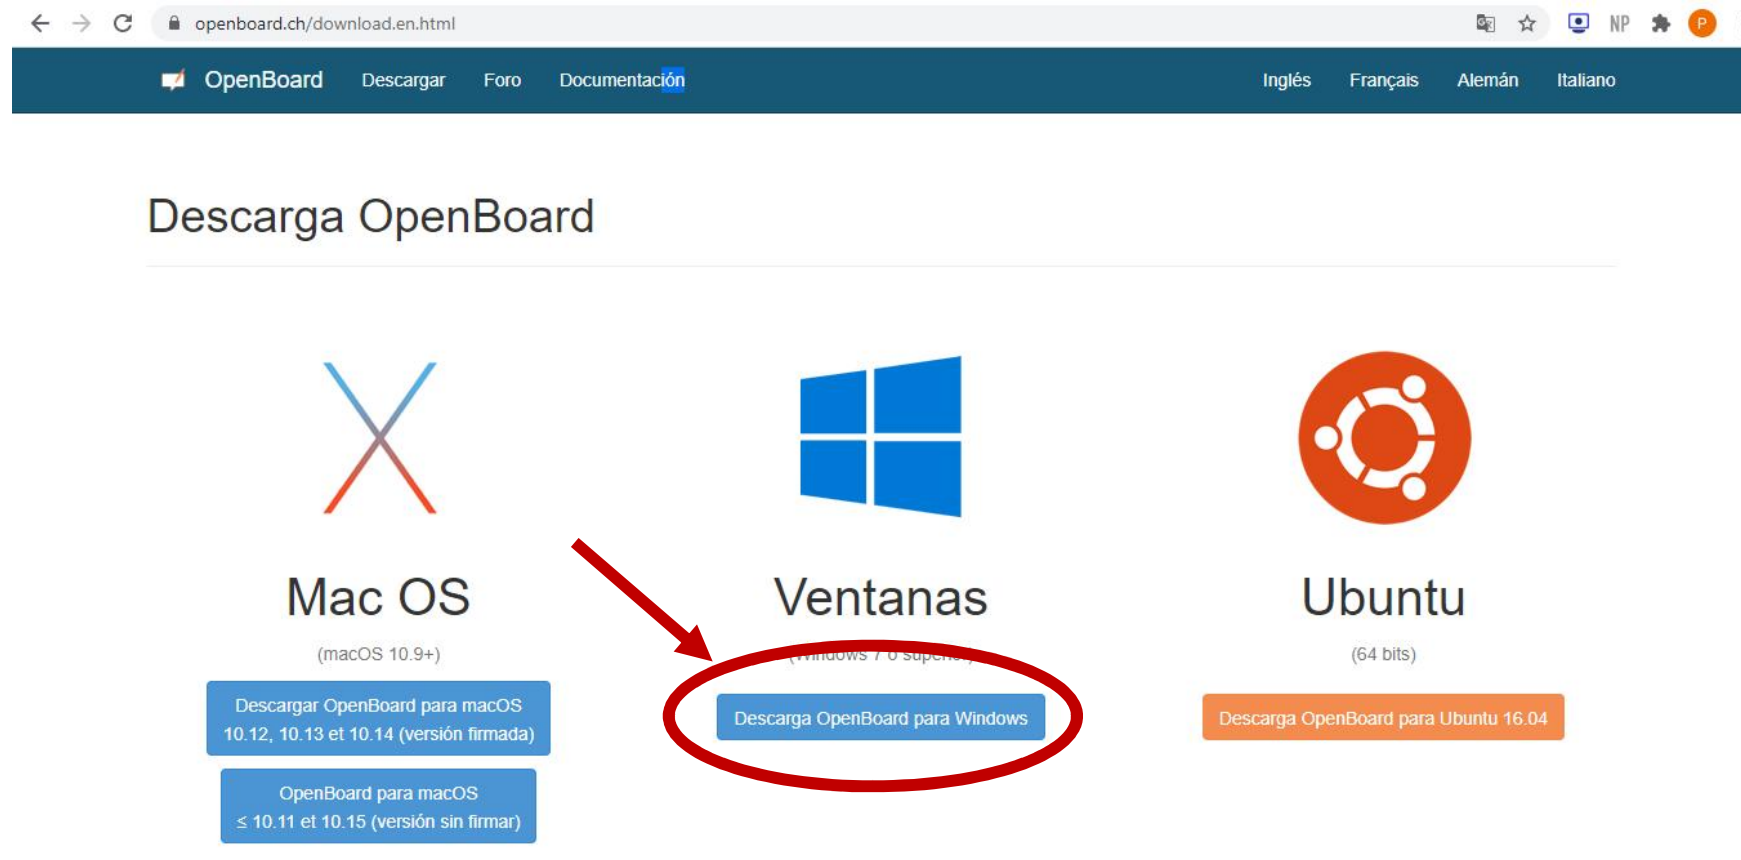 openboard.ch/download.en.html
NP
P
OpenBoard Descargar Foro Documentación Inglés Français Alemán Italiano
Descarga OpenBoard
Mac OS
(macOS 10.9+)
Descargar OpenBoard para macOS
10.12, 10.13 et 10.14 (versión firmada)
OpenBoard para macOS
≤ 10.11 et 10.15 (versión sin firmar)
Ventanas
(Windows 7 o superior)
Descarga OpenBoard para Windows
Ubuntu
(64 bits)
Descarga OpenBoard para Ubuntu 16.04